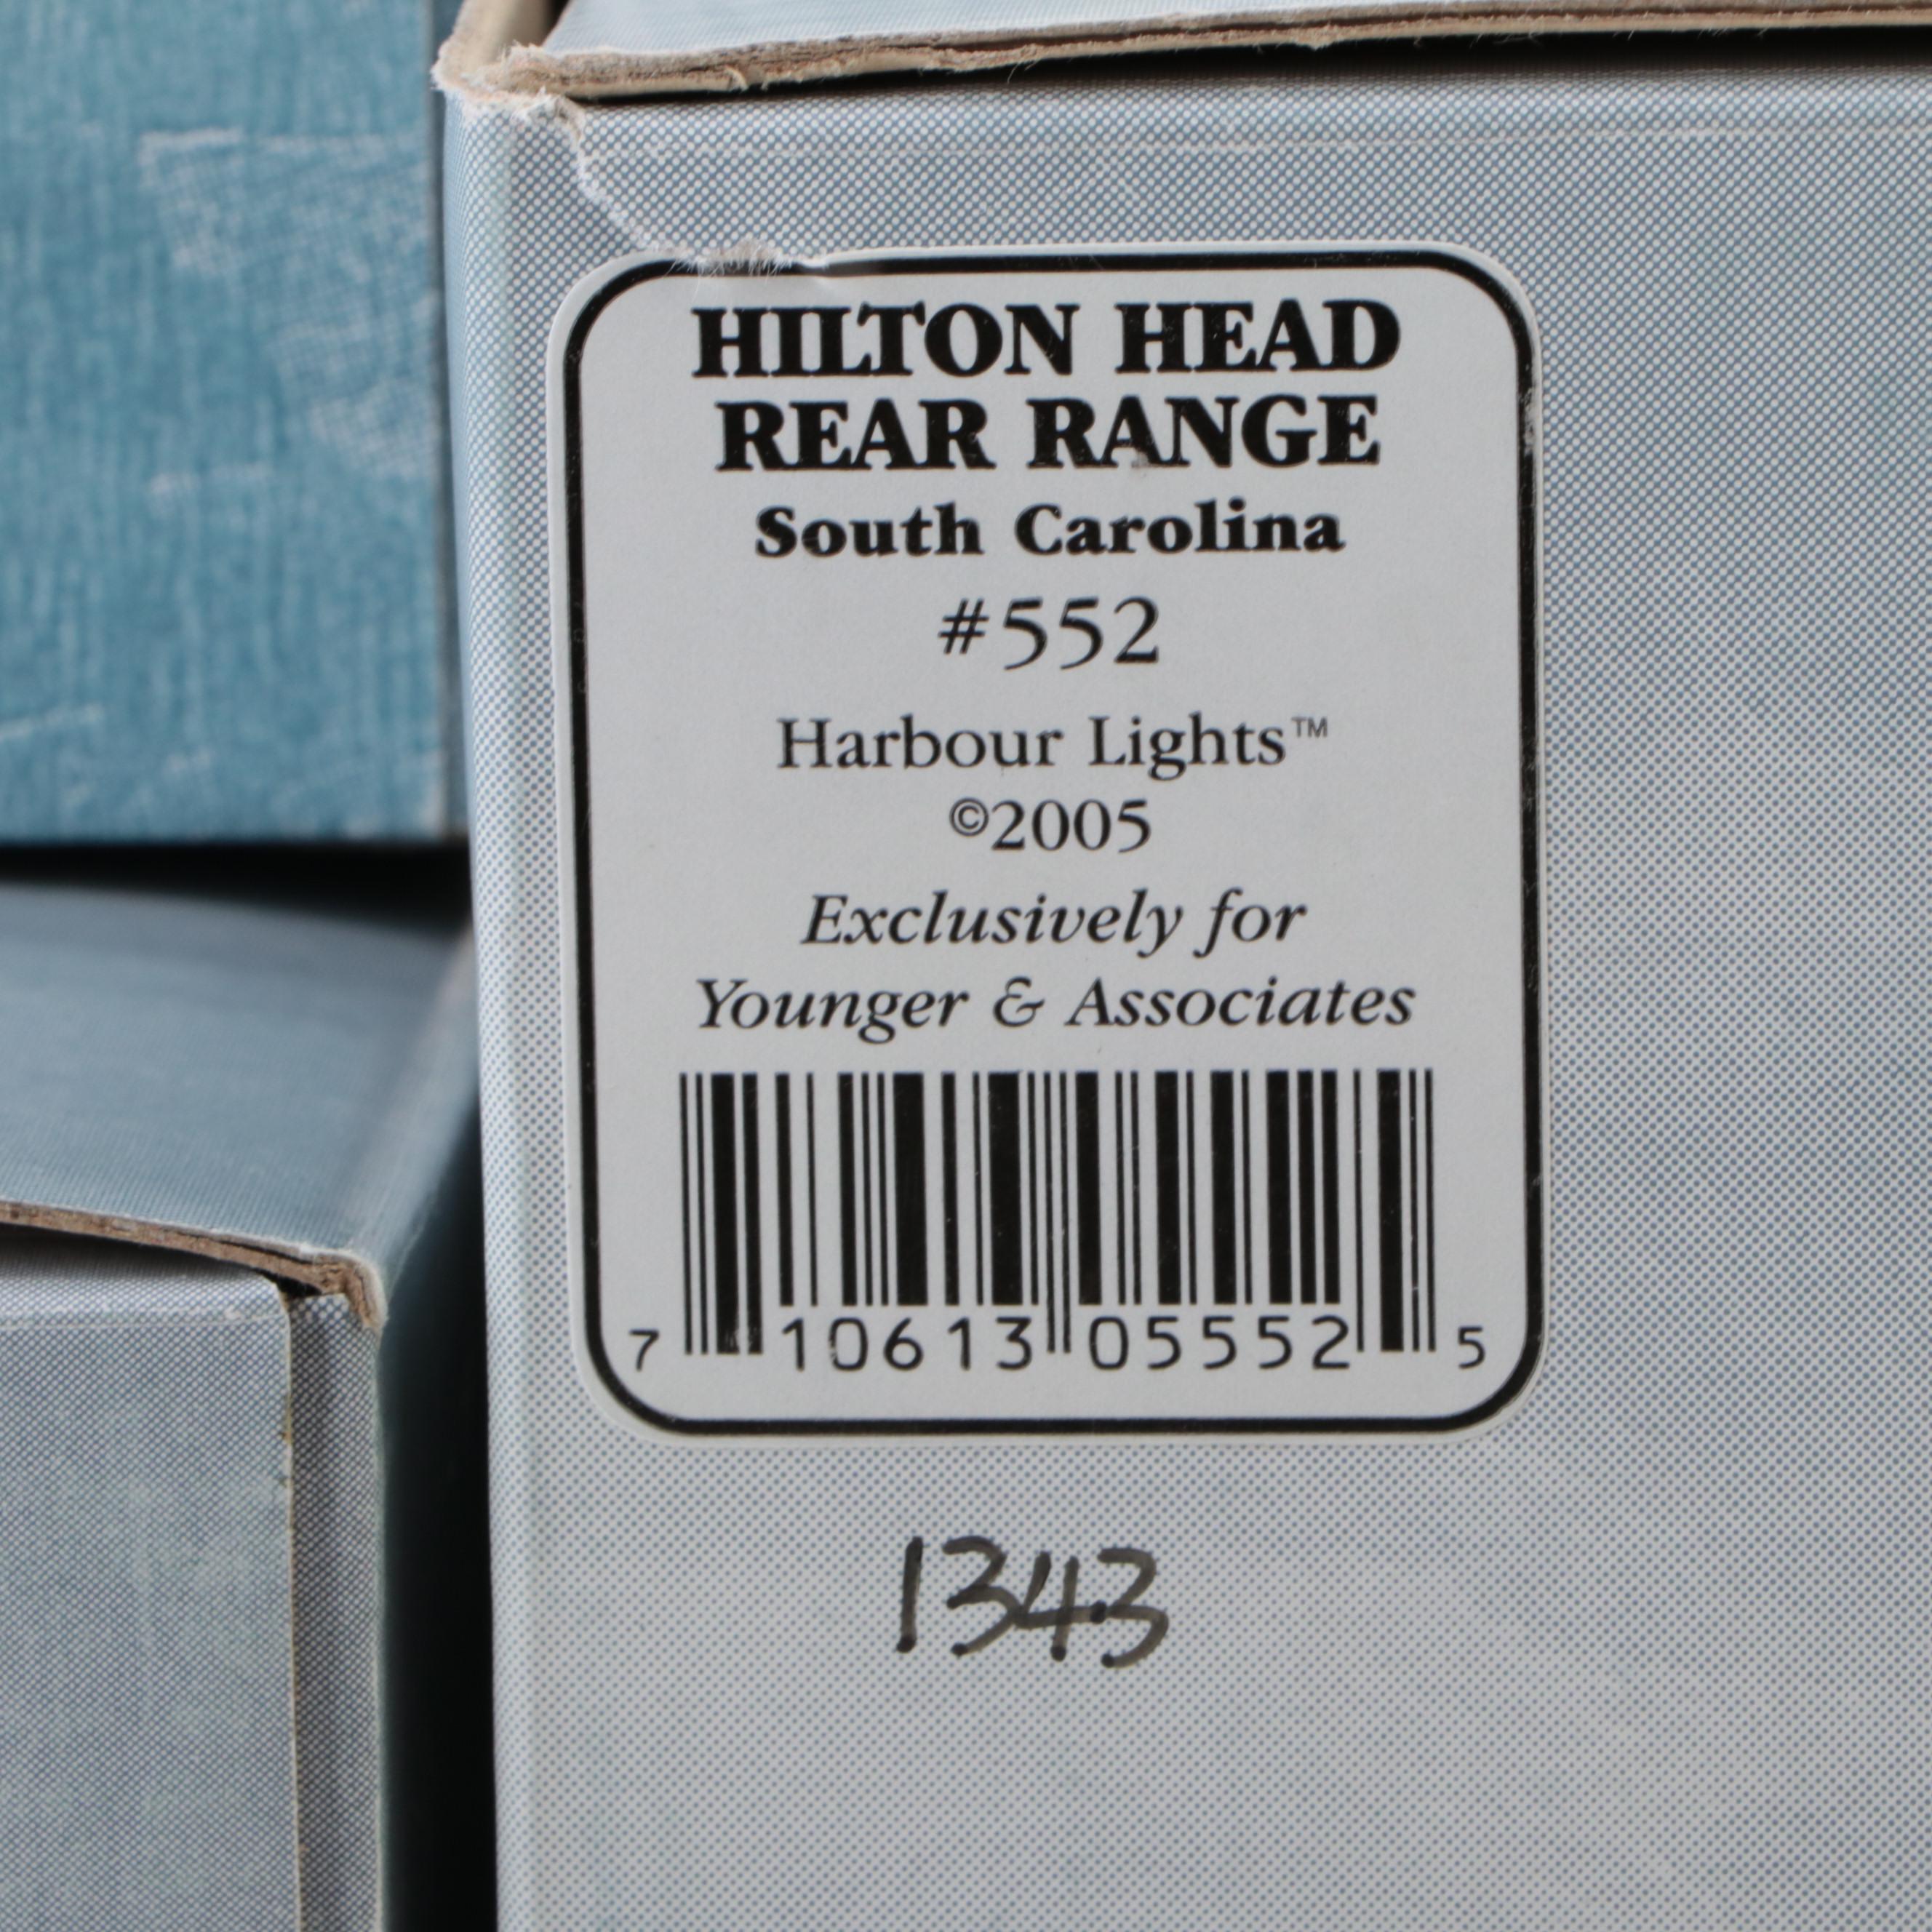 HILTON HEAD
REAR RANGE
South Carolina
#552
Harbour Lights™
©2005
Exclusively for
Younger & Associates
7 10613 05552 5
1343